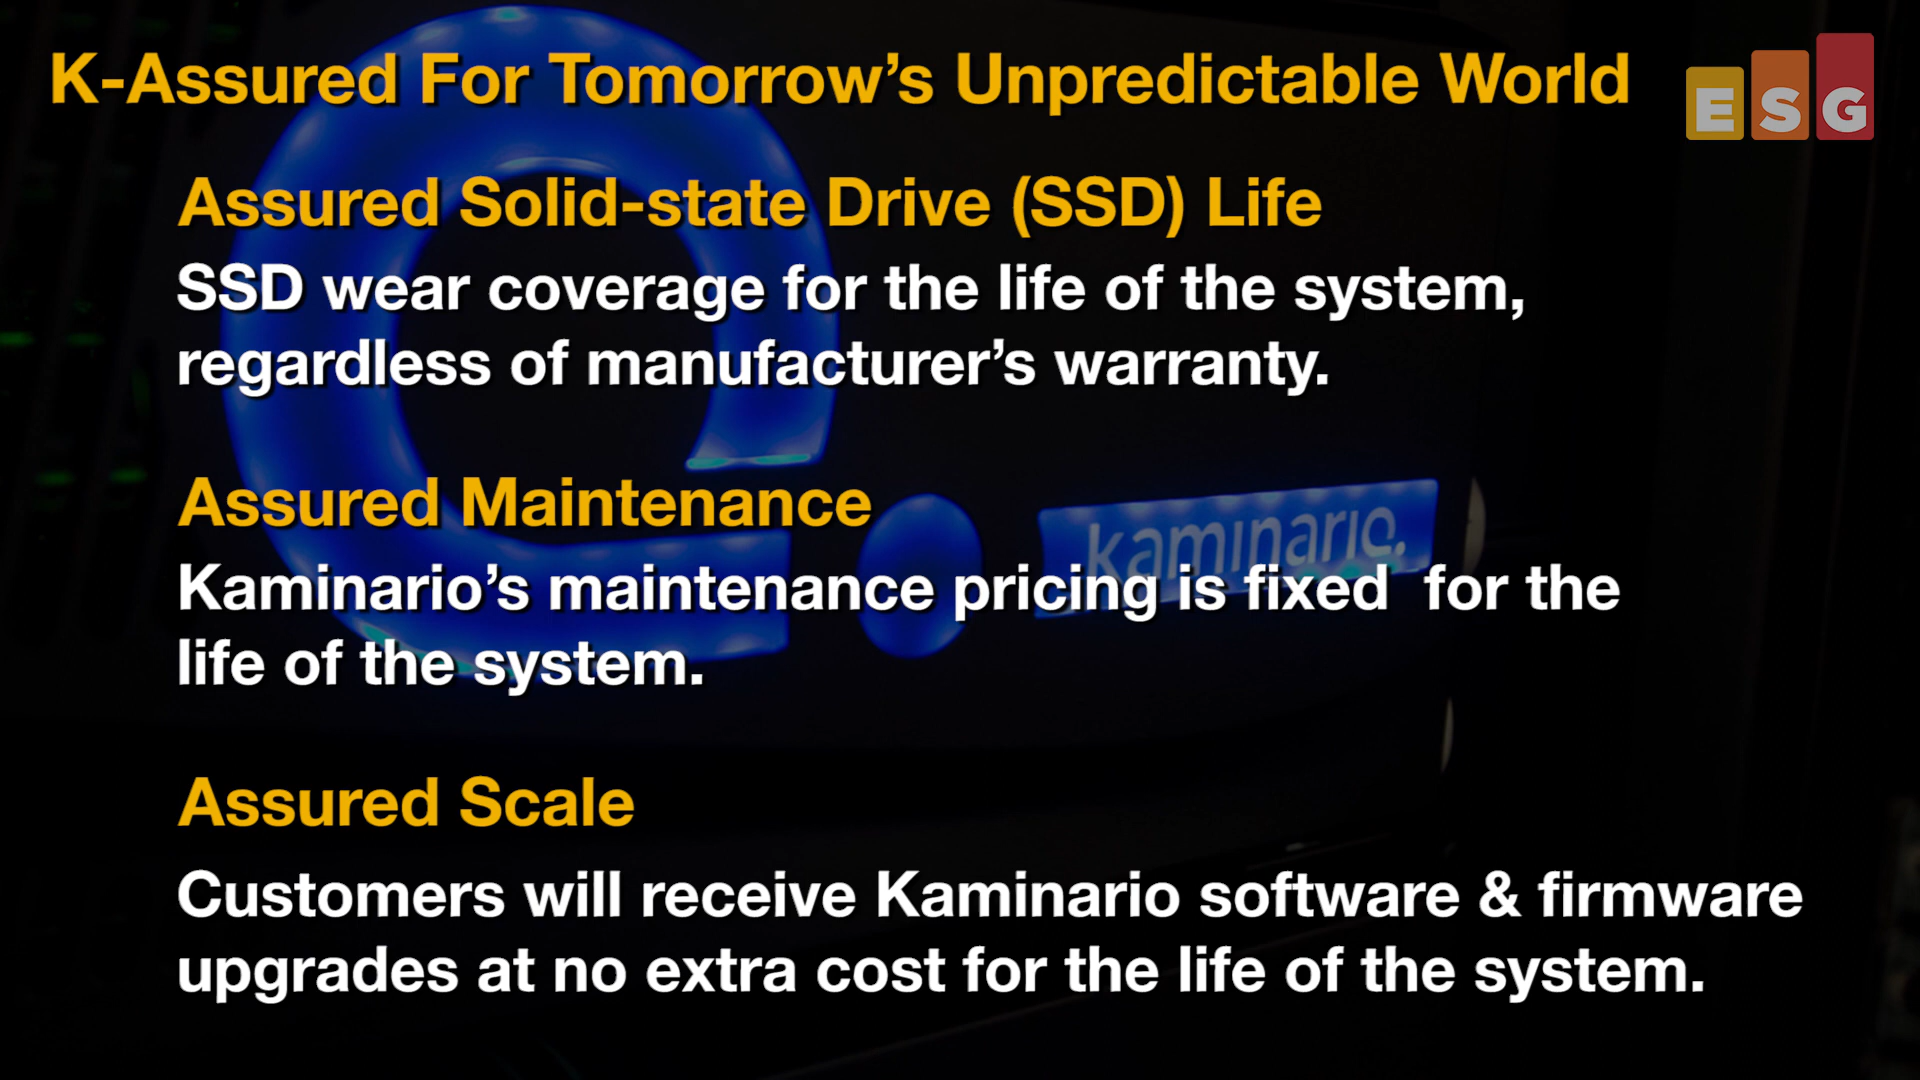 K-Assured For Tomorrow’s Unpredictable World
ESG
Assured Solid-state Drive (SSD) Life
SSD wear coverage for the life of the system,
regardless of manufacturer’s warranty.
Assured Maintenance
kaminario.
Kaminario’s maintenance pricing is fixed  for the
life of the system.
Assured Scale
Customers will receive Kaminario software & firmware
upgrades at no extra cost for the life of the system.